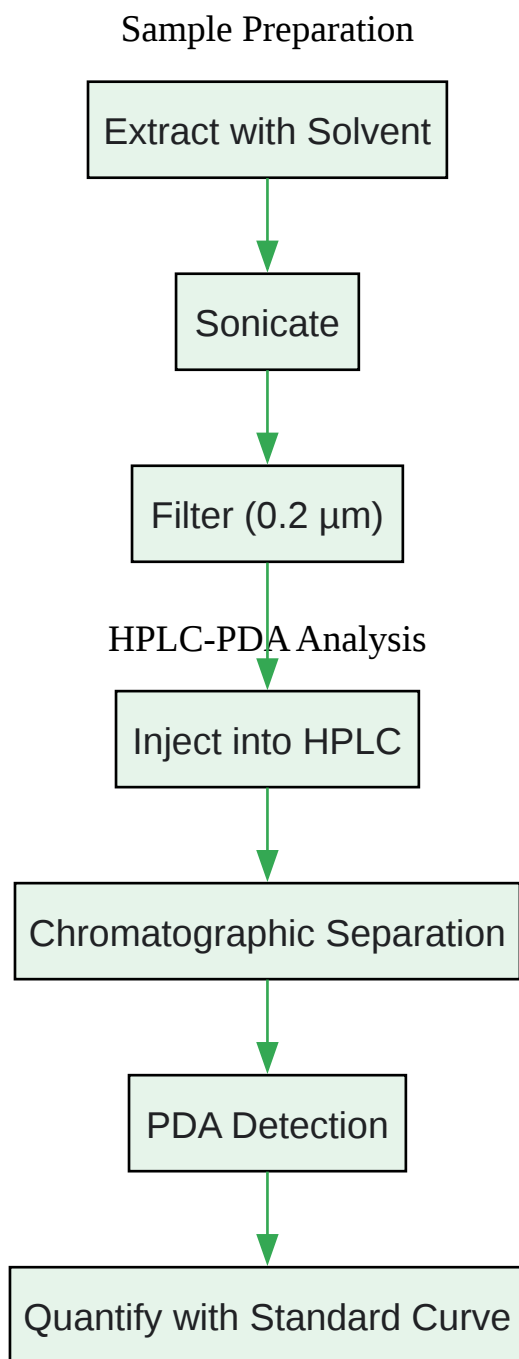 Sample Preparation
Extract with Solvent
Sonicate
Filter (0.2 µm)
HPLC-PDA Analysis
Inject into HPLC
Chromatographic Separation
PDA Detection
Quantify with Standard Curve